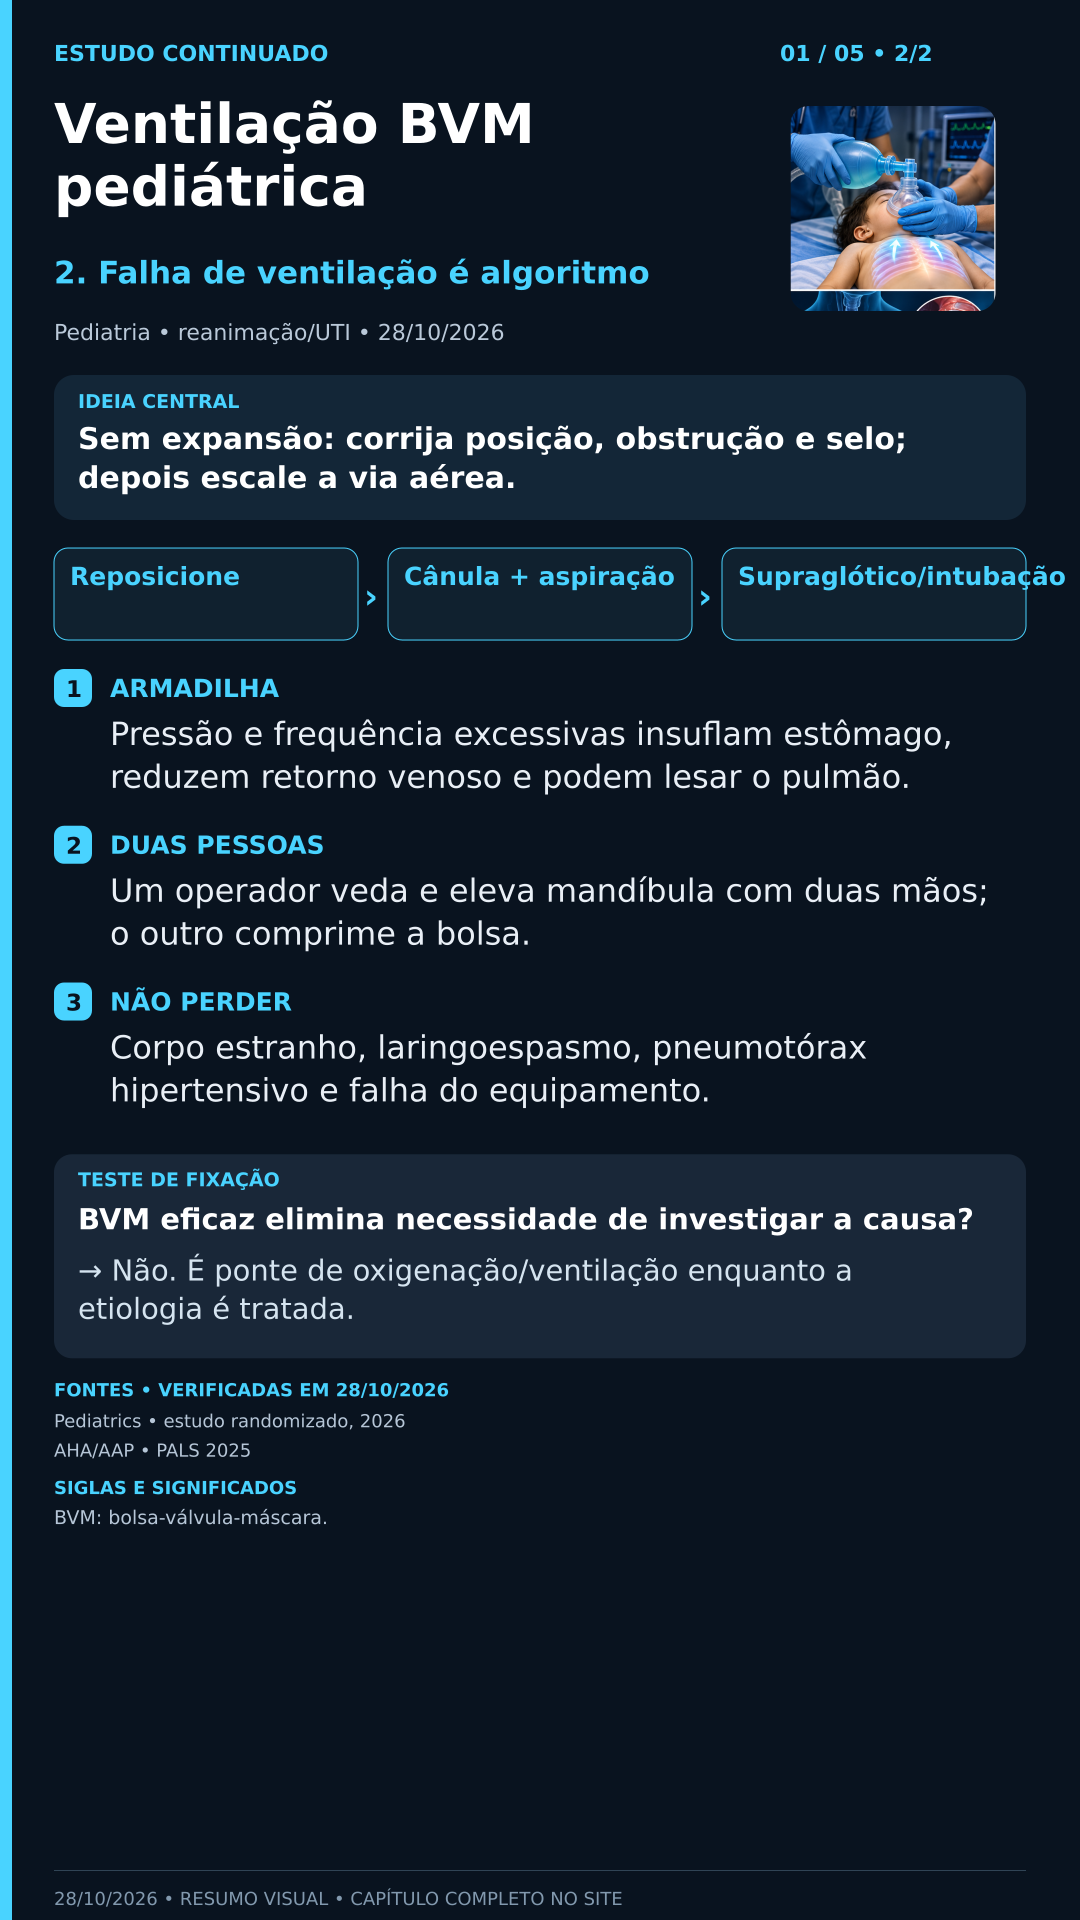 ESTUDO CONTINUADO
01 / 05 • 2/2
Ventilação BVM
pediátrica
2. Falha de ventilação é algoritmo
Pediatria • reanimação/UTI • 28/10/2026
IDEIA CENTRAL
Sem expansão: corrija posição, obstrução e selo;
depois escale a via aérea.
Reposicione
›
Cânula + aspiração
›
Supraglótico/intubação
1 ARMADILHA
Pressão e frequência excessivas insuflam estômago,
reduzem retorno venoso e podem lesar o pulmão.
2 DUAS PESSOAS
Um operador veda e eleva mandíbula com duas mãos;
o outro comprime a bolsa.
3 NÃO PERDER
Corpo estranho, laringoespasmo, pneumotórax
hipertensivo e falha do equipamento.
TESTE DE FIXAÇÃO
BVM eficaz elimina necessidade de investigar a causa?
→ Não. É ponte de oxigenação/ventilação enquanto a
etiologia é tratada.
FONTES • VERIFICADAS EM 28/10/2026
Pediatrics • estudo randomizado, 2026
AHA/AAP • PALS 2025
SIGLAS E SIGNIFICADOS
BVM: bolsa-válvula-máscara.
28/10/2026 • RESUMO VISUAL • CAPÍTULO COMPLETO NO SITE